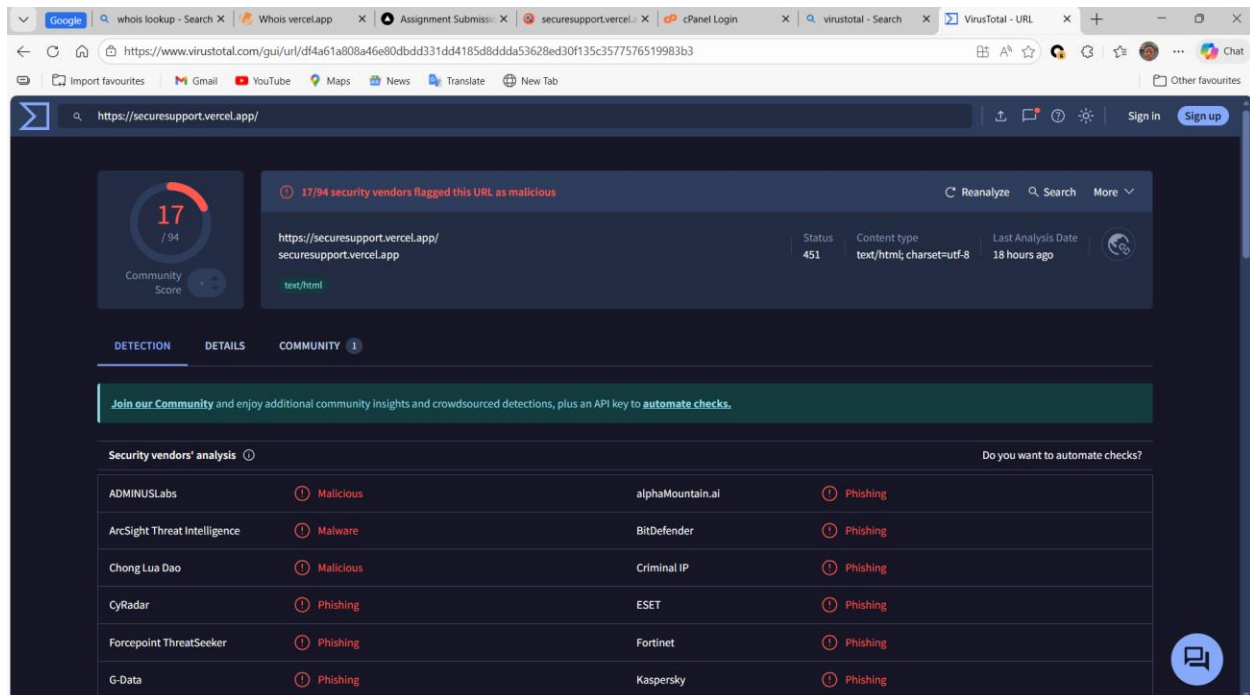 Google
whois lookup - Search
Whois vercel.app
Assignment Submissic
securesupport.vercel.a
cPanel Login
virustotal - Search
VirusTotal - URL
https://www.virustotal.com/gui/url/df4a61a808a46e80dbdd331dd4185d8ddda53628ed30f135c3577576519983b3
Chat
Import favourites
Gmail
YouTube
Maps
News
Translate
New Tab
Other favourites
https://securesupport.vercel.app/
Sign in
Sign up
17
/ 94
Community
Score
17/94 security vendors flagged this URL as malicious
Reanalyze
Search
More
https://securesupport.vercel.app/
securesupport.vercel.app
text/html
Status
451
Content type
text/html; charset=utf-8
Last Analysis Date
18 hours ago
DETECTION
DETAILS
COMMUNITY 1
Join our Community and enjoy additional community insights and crowdsourced detections, plus an API key to automate checks.
Security vendors' analysis
Do you want to automate checks?
ADMINUSLabs Malicious alphaMountain.ai Phishing
ArcSight Threat Intelligence Malware BitDefender Phishing
Chong Lua Dao Malicious Criminal IP Phishing
CyRadar Phishing ESET Phishing
Forcepoint ThreatSeeker Phishing Fortinet Phishing
G-Data Phishing Kaspersky Phishing